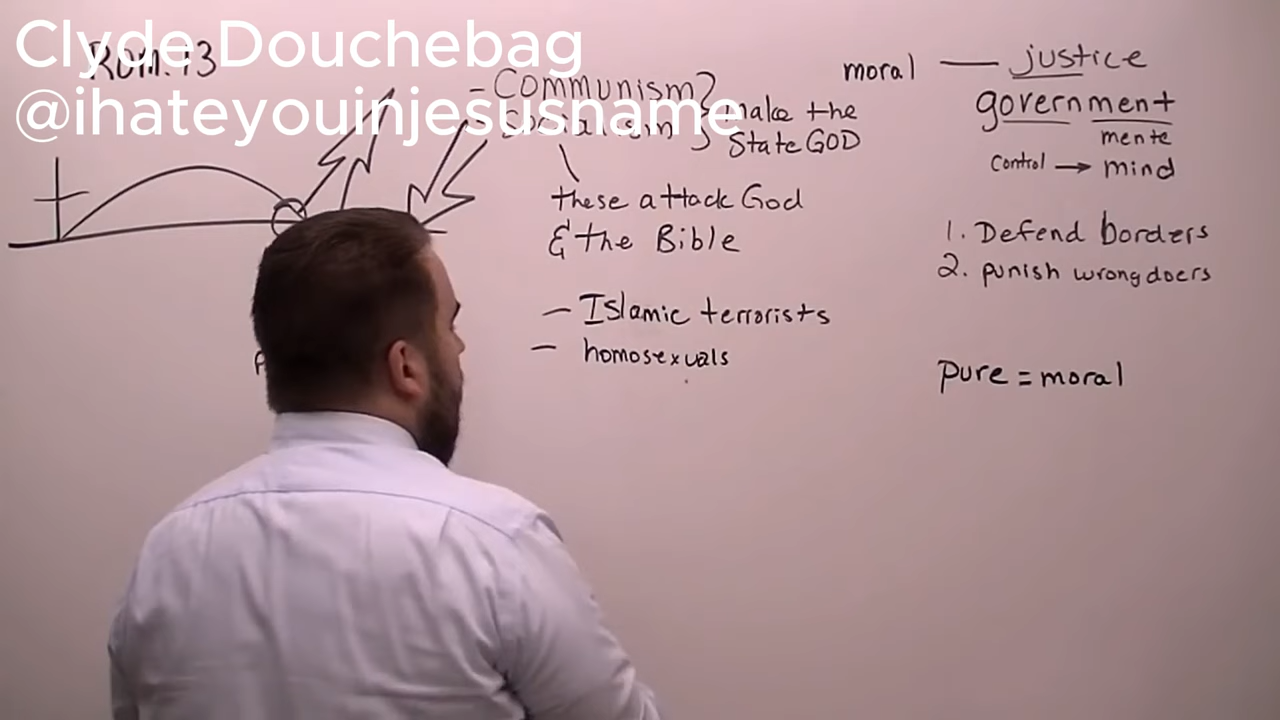 Clyde Douchebag
@ihateyouinjesusname
Rom. 13
- Communism?
- Socialism
Make the
State GOD
these attack God
& the Bible
- Islamic terrorists
- homosexuals
moral — justice
government
mente
control → mind
1. Defend borders
2. punish wrongdoers
pure = moral